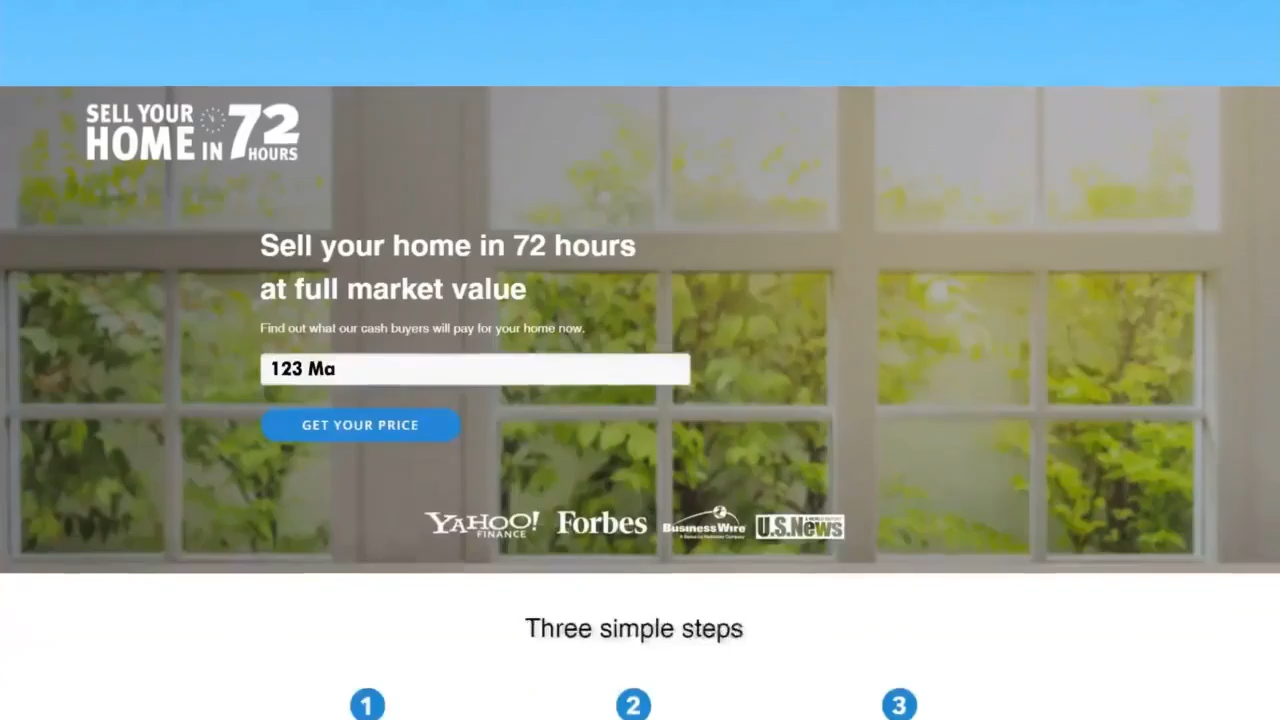 SELL YOUR
HOME IN 72
HOURS
Sell your home in 72 hours
at full market value
Find out what our cash buyers will pay for your home now.
123 Ma
GET YOUR PRICE
YAHOO! Forbes BusinessWire U.S.News
FINANCE
Three simple steps
1 2 3